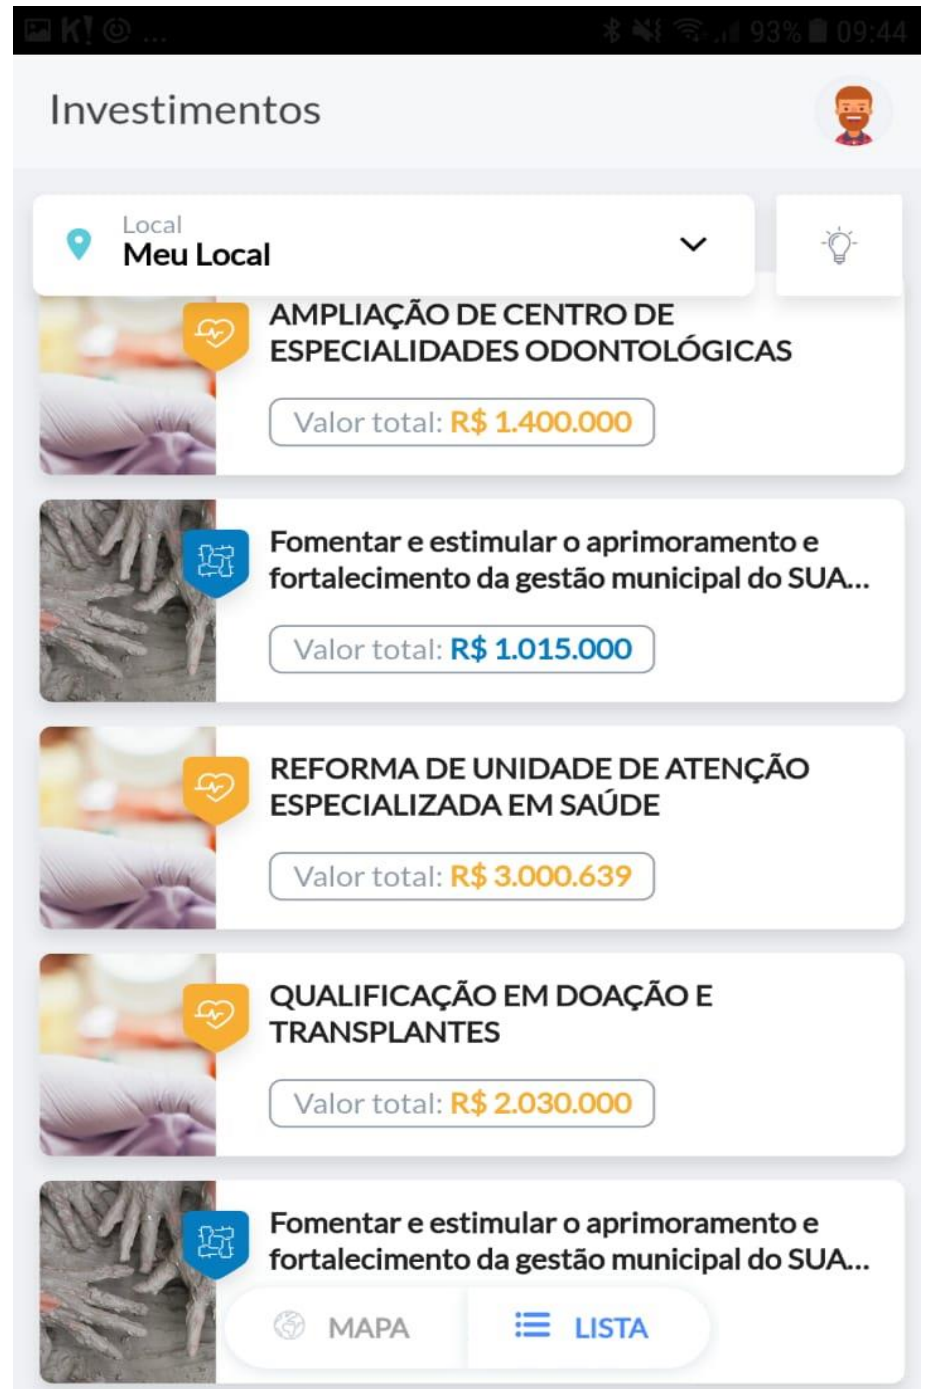 K! ...
93% 09:44
Investimentos
Local
Meu Local
AMPLIAÇÃO DE CENTRO DE
ESPECIALIDADES ODONTOLÓGICAS
Valor total: R$ 1.400.000
Fomentar e estimular o aprimoramento e
fortalecimento da gestão municipal do SUA...
Valor total: R$ 1.015.000
REFORMA DE UNIDADE DE ATENÇÃO
ESPECIALIZADA EM SAÚDE
Valor total: R$ 3.000.639
QUALIFICAÇÃO EM DOAÇÃO E
TRANSPLANTES
Valor total: R$ 2.030.000
Fomentar e estimular o aprimoramento e
fortalecimento da gestão municipal do SUA...
MAPA
LISTA